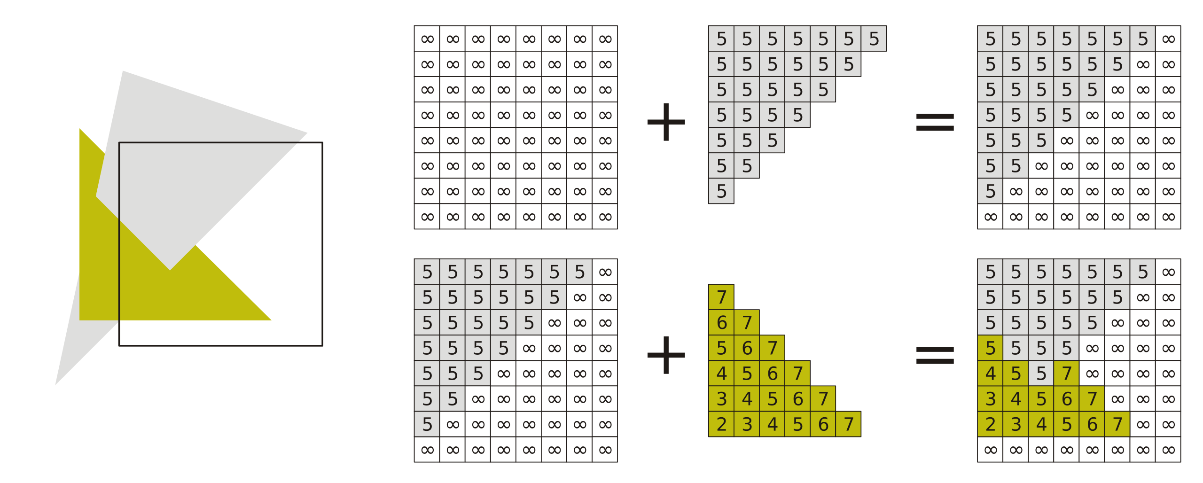 ∞ ∞ ∞ ∞ ∞ ∞ ∞ ∞ 5 5 5 5 5 5 5 5 5 5 5 5 5 5 ∞
∞ ∞ ∞ ∞ ∞ ∞ ∞ ∞ 5 5 5 5 5 5 5 5 5 5 5 5 ∞ ∞
∞ ∞ ∞ ∞ ∞ ∞ ∞ ∞ 5 5 5 5 5 5 5 5 5 5 ∞ ∞ ∞
∞ ∞ ∞ ∞ ∞ ∞ ∞ ∞ + 5 5 5 5 = 5 5 5 5 ∞ ∞ ∞ ∞
∞ ∞ ∞ ∞ ∞ ∞ ∞ ∞ 5 5 5 5 5 5 ∞ ∞ ∞ ∞ ∞
∞ ∞ ∞ ∞ ∞ ∞ ∞ ∞ 5 5 5 5 ∞ ∞ ∞ ∞ ∞ ∞
∞ ∞ ∞ ∞ ∞ ∞ ∞ ∞ 5 5 ∞ ∞ ∞ ∞ ∞ ∞ ∞
∞ ∞ ∞ ∞ ∞ ∞ ∞ ∞ ∞ ∞ ∞ ∞ ∞ ∞ ∞ ∞
5 5 5 5 5 5 5 ∞ 5 5 5 5 5 5 5 ∞
5 5 5 5 5 5 ∞ ∞ 7 5 5 5 5 5 5 ∞ ∞
5 5 5 5 5 ∞ ∞ ∞ 6 7 5 5 5 5 5 ∞ ∞ ∞
5 5 5 5 ∞ ∞ ∞ ∞ + 5 6 7 = 5 5 5 5 ∞ ∞ ∞ ∞
5 5 5 ∞ ∞ ∞ ∞ ∞ 4 5 6 7 4 5 5 7 ∞ ∞ ∞ ∞
5 5 ∞ ∞ ∞ ∞ ∞ ∞ 3 4 5 6 7 3 4 5 6 7 ∞ ∞ ∞
5 ∞ ∞ ∞ ∞ ∞ ∞ ∞ 2 3 4 5 6 7 2 3 4 5 6 7 ∞ ∞
∞ ∞ ∞ ∞ ∞ ∞ ∞ ∞ ∞ ∞ ∞ ∞ ∞ ∞ ∞ ∞